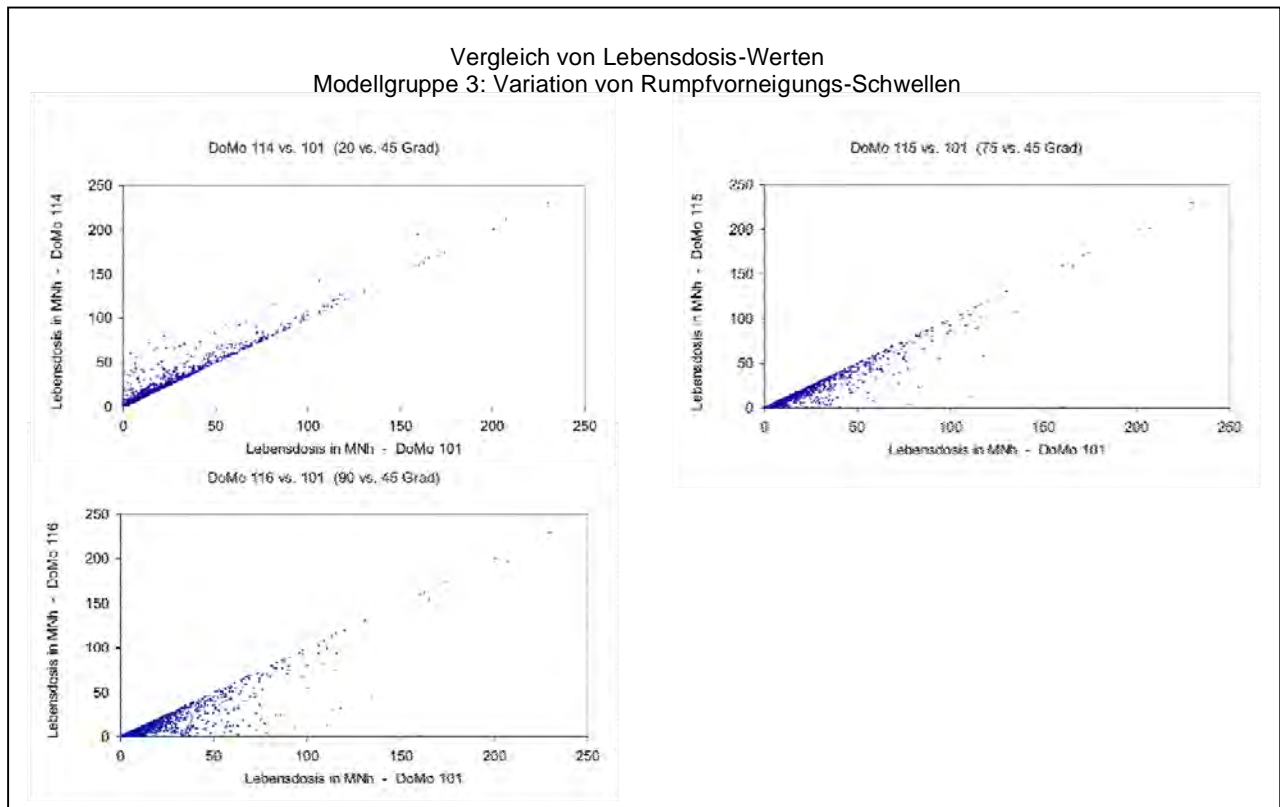 Vergleich von Lebensdosis-Werten
Modellgruppe 3: Variation von Rumpfvorneigungs-Schwellen
DoMo 114 vs. 101 (20 vs. 45 Grad)
Lebensdosis in MNh - DoMo 114
250
200
150
100
50
0
0 50 100 150 200 250
Lebensdosis in MNh - DoMo 101
DoMo 115 vs. 101 (75 vs. 45 Grad)
Lebensdosis in MNh - DoMo 115
250
200
150
100
50
0
0 50 100 150 200 250
Lebensdosis in MNh - DoMo 101
DoMo 116 vs. 101 (90 vs. 45 Grad)
Lebensdosis in MNh - DoMo 116
250
200
150
100
50
0
0 50 100 150 200 250
Lebensdosis in MNh - DoMo 101